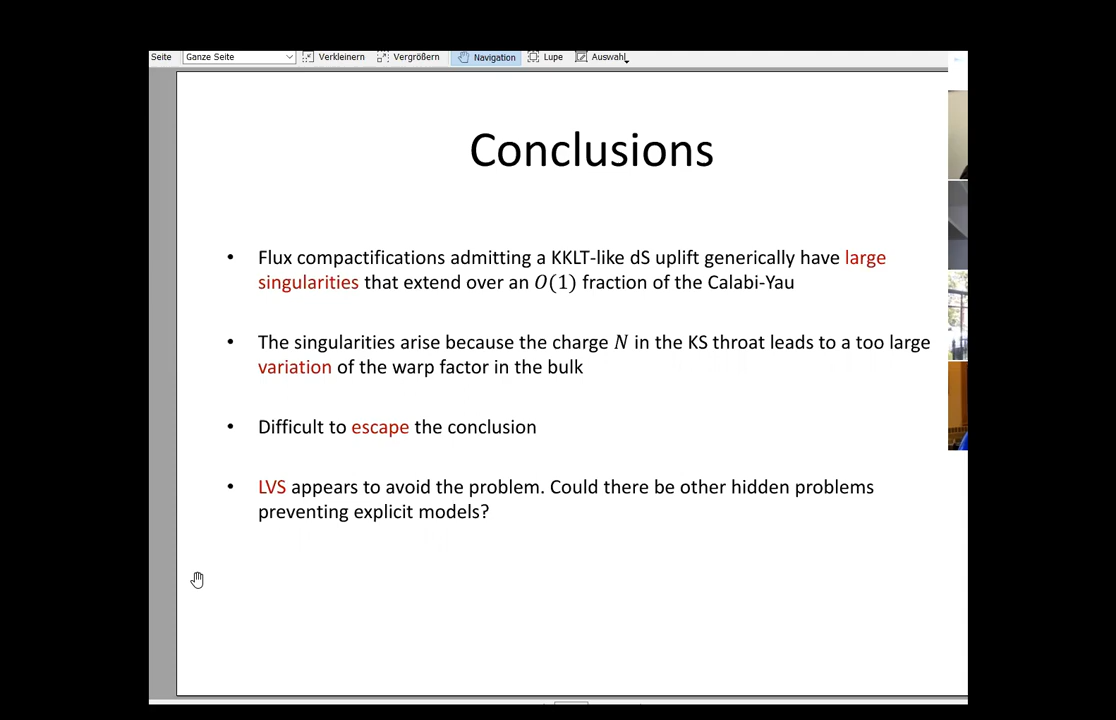 Seite Ganze Seite Verkleinern Vergrößern Navigation Lupe Auswahl
Conclusions
• Flux compactifications admitting a KKLT-like dS uplift generically have large
singularities that extend over an O(1) fraction of the Calabi-Yau
• The singularities arise because the charge N in the KS throat leads to a too large
variation of the warp factor in the bulk
• Difficult to escape the conclusion
• LVS appears to avoid the problem. Could there be other hidden problems
preventing explicit models?